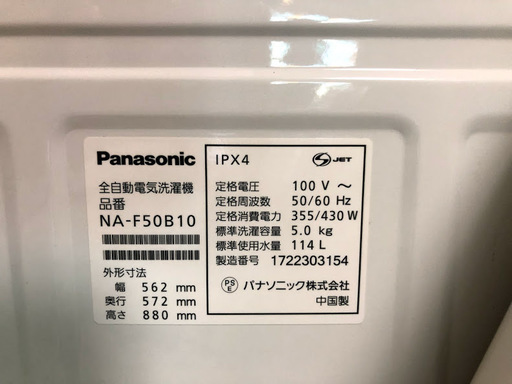 Panasonic
全自動電気洗濯機
品番
NA-F50B10
外形寸法
幅 562 mm
奥行 572 mm
高さ 880 mm
IPX4
S JET
定格電圧 100 V ～
定格周波数 50/60 Hz
定格消費電力 355/430 W
標準洗濯容量 5.0 kg
標準使用水量 114 L
製造番号 1722303154
PS E パナソニック株式会社
中国製